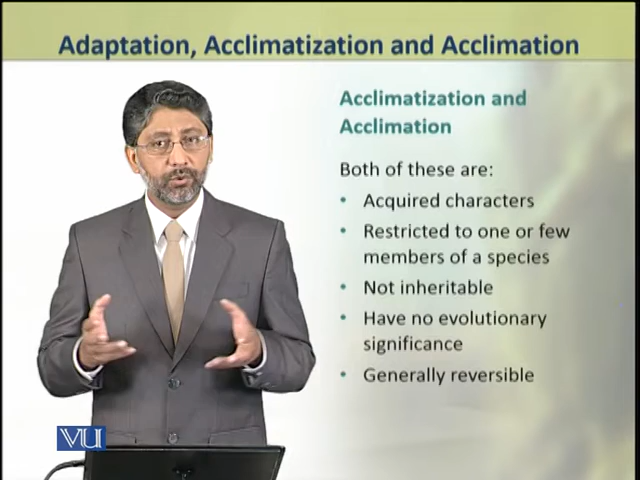 Adaptation, Acclimatization and Acclimation
Acclimatization and
Acclimation
Both of these are:
• Acquired characters
• Restricted to one or few
members of a species
• Not inheritable
• Have no evolutionary
significance
• Generally reversible
VU